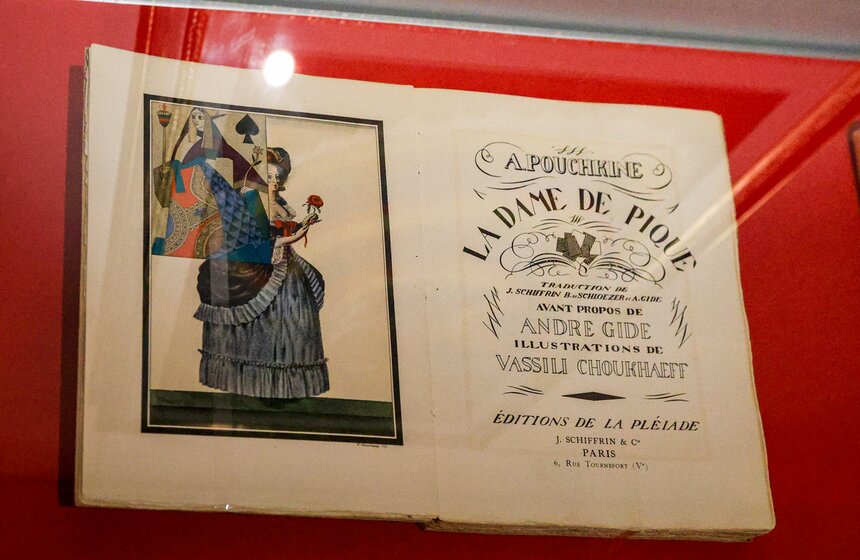 A. POUCHKINE
LA DAME DE PIQUE
TRADUCTION DE
J. SCHIFFRIN B. DE SCHLOEZER ET A. GIDE
AVANT PROPOS DE
ANDRE GIDE
ILLUSTRATIONS DE
VASSILI CHOUKHAEFF
ÉDITIONS DE LA PLÉIADE
J. SCHIFFRIN & Cie
PARIS
6, RUE TOURNEFORT (Ve)